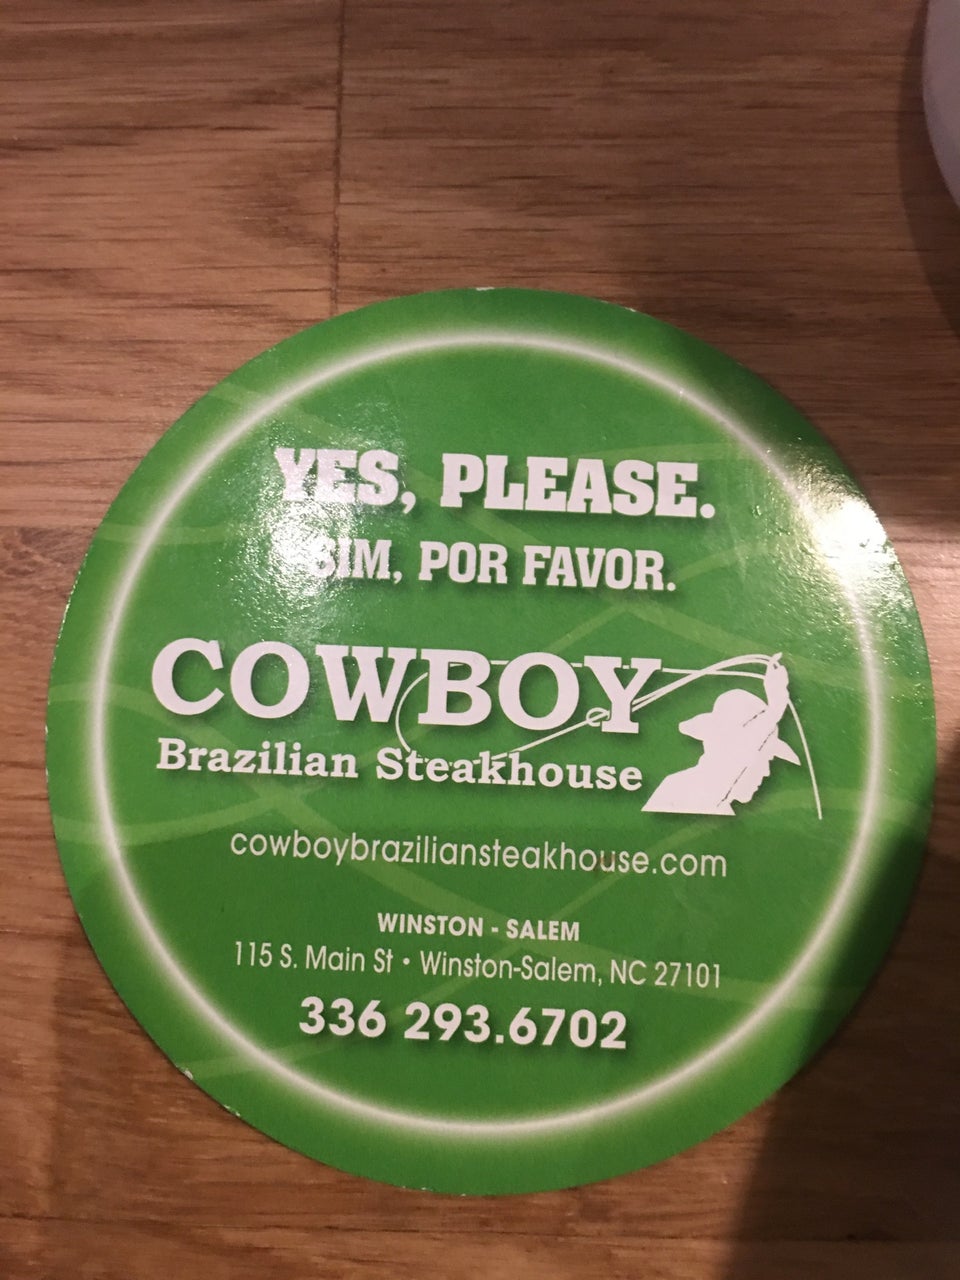 YES, PLEASE.
SIM, POR FAVOR.
COWBOY
Brazilian Steakhouse
cowboybraziliansteakhouse.com
WINSTON - SALEM
115 S. Main St • Winston-Salem, NC 27101
336 293.6702